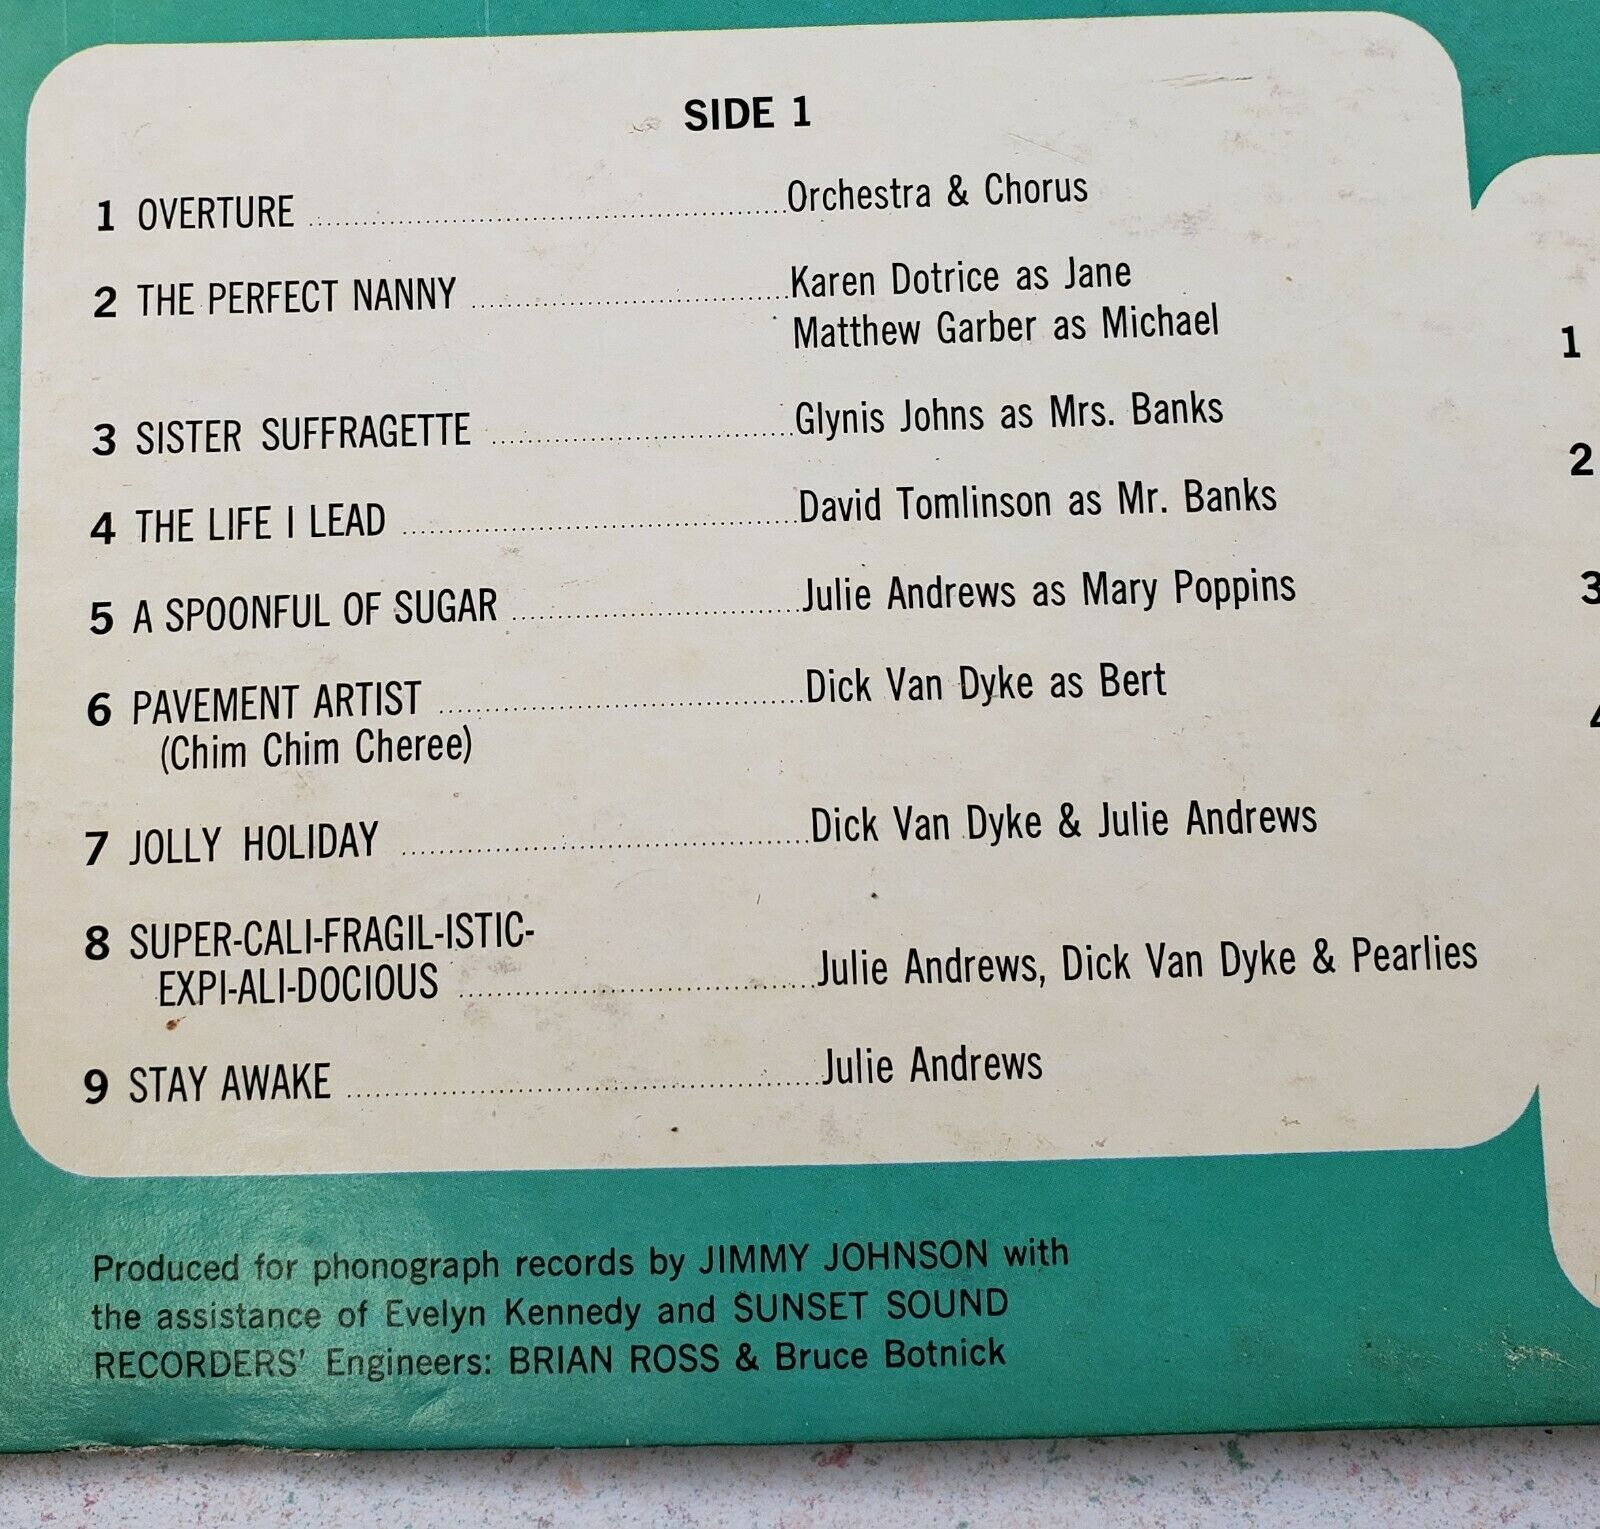 SIDE 1
1 OVERTURE ........ Orchestra & Chorus
2 THE PERFECT NANNY ........ Karen Dotrice as Jane
Matthew Garber as Michael
3 SISTER SUFFRAGETTE ........ Glynis Johns as Mrs. Banks
4 THE LIFE I LEAD ........ David Tomlinson as Mr. Banks
5 A SPOONFUL OF SUGAR ........ Julie Andrews as Mary Poppins
6 PAVEMENT ARTIST ........ Dick Van Dyke as Bert
(Chim Chim Cheree)
7 JOLLY HOLIDAY ........ Dick Van Dyke & Julie Andrews
8 SUPER-CALI-FRAGIL-ISTIC-
EXPI-ALI-DOCIOUS ........ Julie Andrews, Dick Van Dyke & Pearlies
9 STAY AWAKE ........ Julie Andrews
Produced for phonograph records by JIMMY JOHNSON with
the assistance of Evelyn Kennedy and SUNSET SOUND
RECORDERS' Engineers: BRIAN ROSS & Bruce Botnick
1
2
3
4